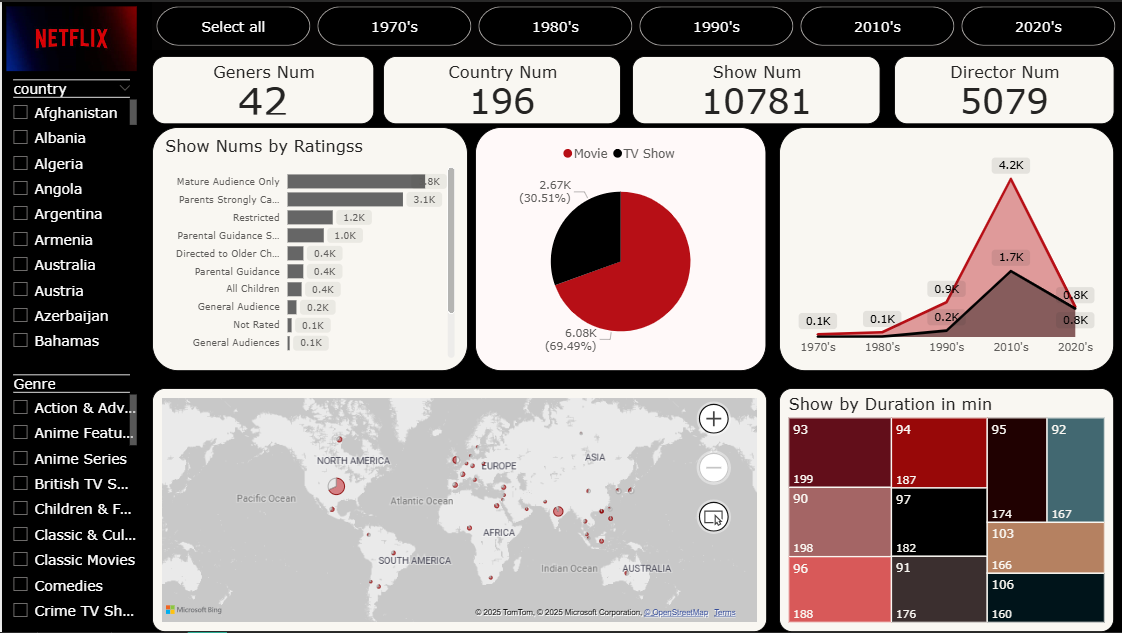 NETFLIX
Select all
1970's
1980's
1990's
2010's
2020's
country
Afghanistan
Albania
Algeria
Angola
Argentina
Armenia
Australia
Austria
Azerbaijan
Bahamas
Genre
Action & Adv...
Anime Featu...
Anime Series
British TV S...
Children & F...
Classic & Cul...
Classic Movies
Comedies
Crime TV Sh...
Geners Num
42
Country Num
196
Show Num
10781
Director Num
5079
Show Nums by Ratingss
Mature Audience Only .8K
Parents Strongly Ca... 3.1K
Restricted 1.2K
Parental Guidance S... 1.0K
Directed to Older Ch... 0.4K
Parental Guidance 0.4K
All Children 0.4K
General Audience 0.2K
Not Rated 0.1K
General Audiences 0.1K
Movie TV Show
2.67K
(30.51%)
6.08K
(69.49%)
4.2K
1.7K
0.9K
0.8K
0.1K
0.1K
0.2K
0.8K
1970's 1980's 1990's 2010's 2020's
NORTH AMERICA
EUROPE
ASIA
Pacific Ocean
Atlantic Ocean
AFRICA
SOUTH AMERICA
Indian Ocean
AUSTRALIA
Microsoft Bing
© 2025 TomTom, © 2025 Microsoft Corporation, © OpenStreetMap Terms
Show by Duration in min
93
199
90
198
96
188
94
187
97
182
91
176
95
174
92
167
103
166
106
160